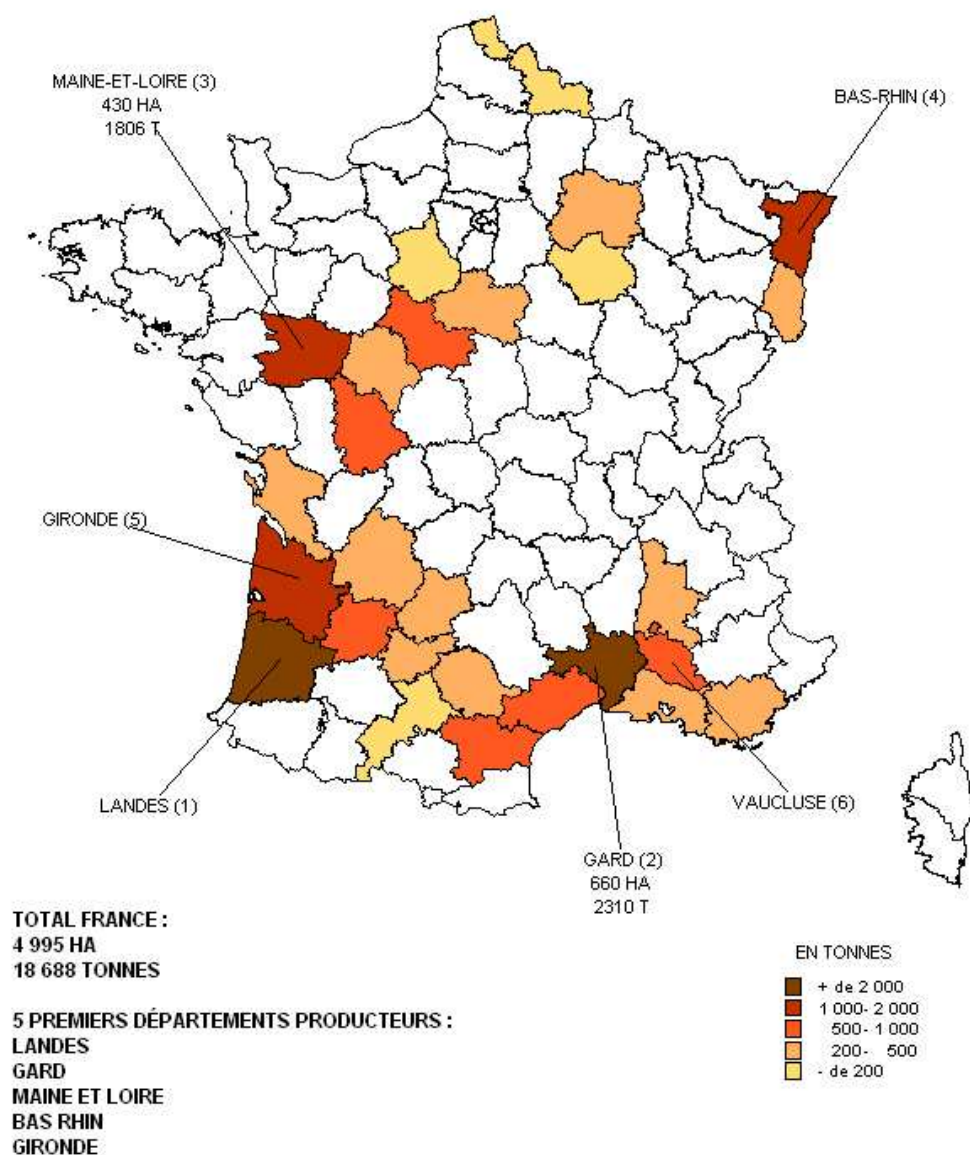 MAINE-ET-LOIRE (3)
430 HA
1806 T
BAS-RHIN (4)
GIRONDE (5)
LANDES (1)
VAUCLUSE (6)
GARD (2)
660 HA
2310 T
TOTAL FRANCE :
4 995 HA
18 688 TONNES
5 PREMIERS DÉPARTEMENTS PRODUCTEURS :
LANDES
GARD
MAINE ET LOIRE
BAS RHIN
GIRONDE
EN TONNES
+ de 2 000
1 000- 2 000
500- 1 000
200- 500
- de 200